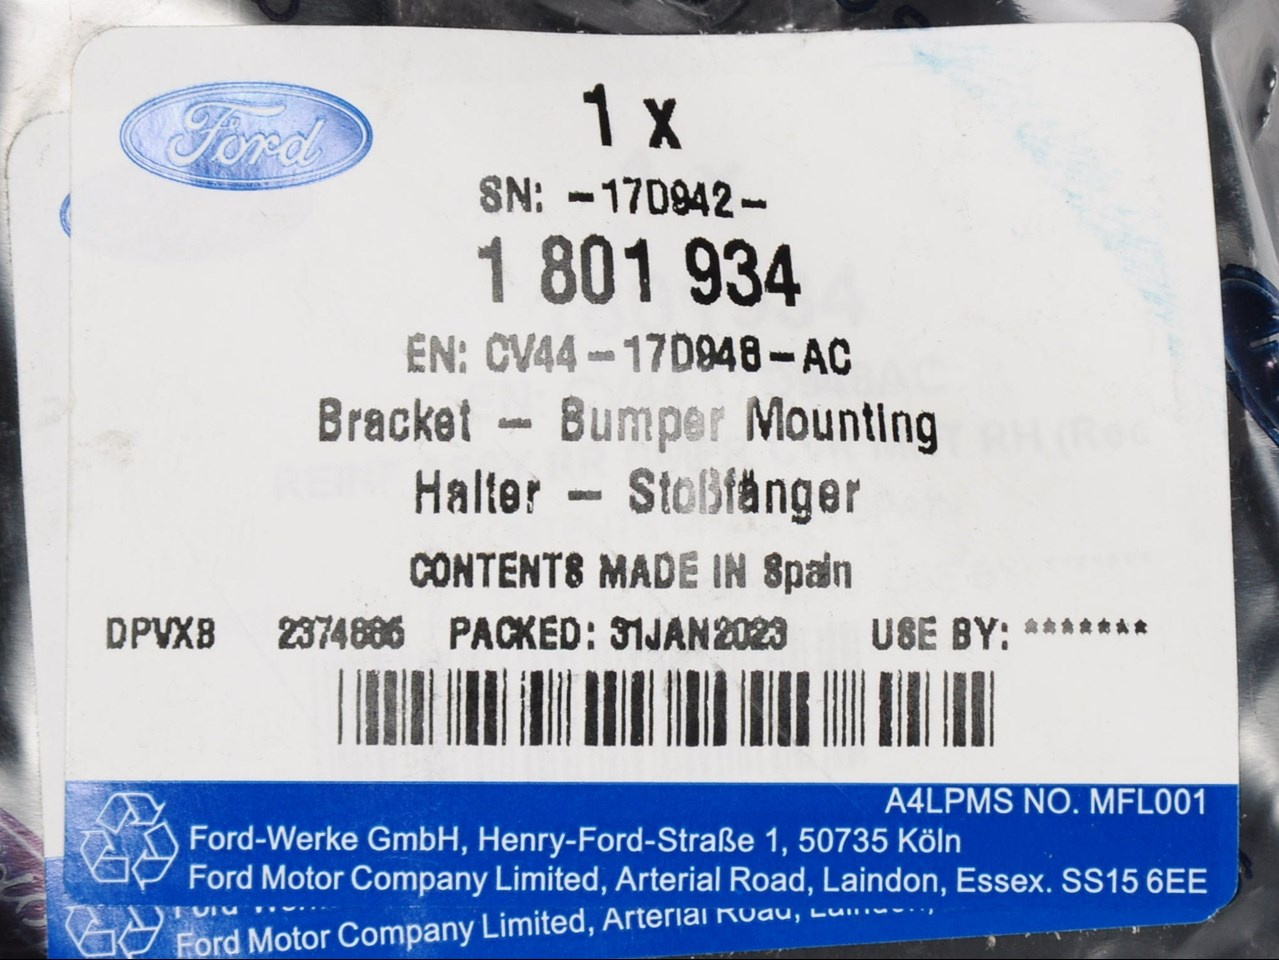 Ford
1 x
SN: -17D942-
1 801 934
EN: CV44-17D948-AC
Bracket - Bumper Mounting
Halter - Stoßfänger
CONTENTS MADE IN Spain
DPVXB 2374886 PACKED: 31JAN2023 USE BY: *******
A4LPMS NO. MFL001
Ford-Werke GmbH, Henry-Ford-Straße 1, 50735 Köln
Ford Motor Company Limited, Arterial Road, Laindon, Essex. SS15 6EE
Ford Motor Company Limited, Arterial Road, Laindon,